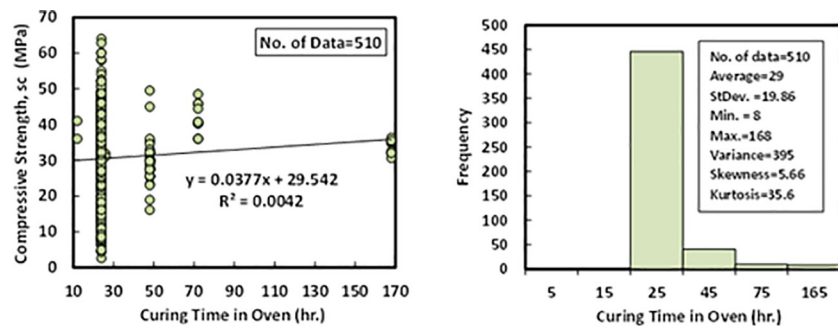 No. of Data=510
Compressive Strength, sc (MPa)
70
60
50
40
30
20
10
0
y = 0.0377x + 29.542
R² = 0.0042
10 30 50 70 90 110 130 150 170
Curing Time in Oven (hr.)
Frequency
500
450
400
350
300
250
200
150
100
50
0
No. of data=510
Average=29
StDev. =19.86
Min. = 8
Max.=168
Variance=395
Skewness=5.66
Kurtosis=35.6
5 15 25 45 75 165
Curing Time in Oven (hr.)